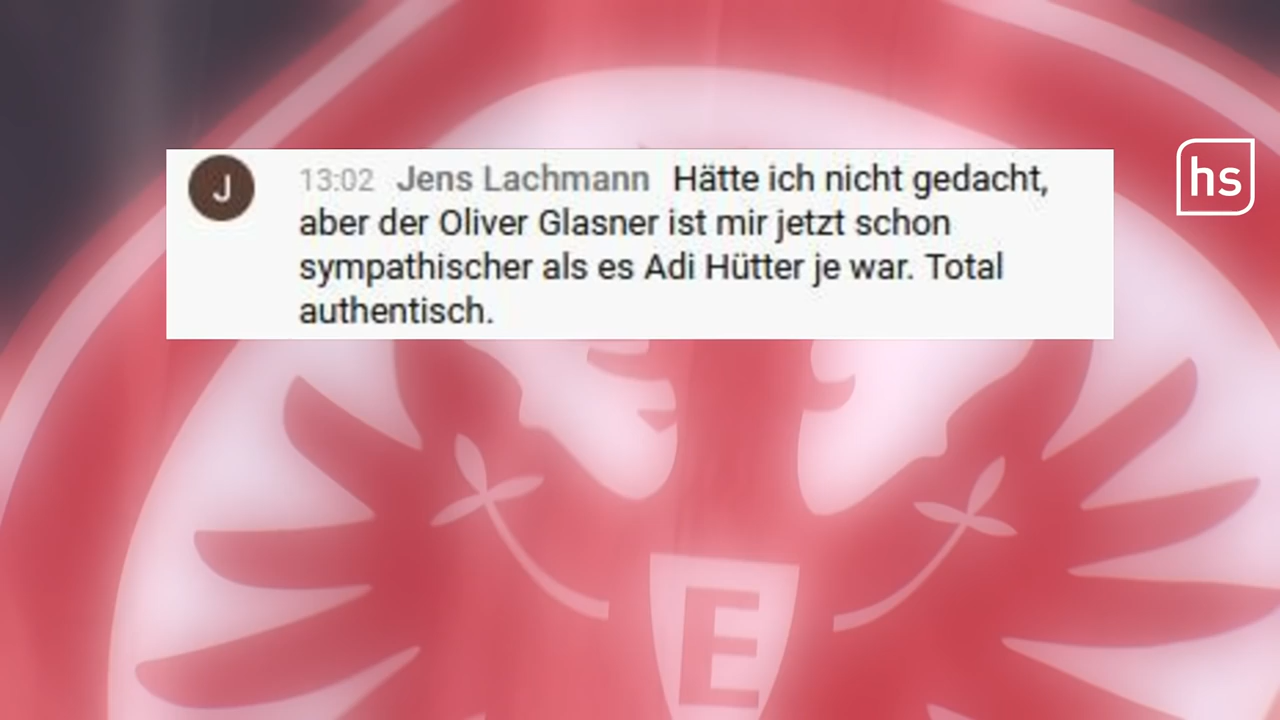 J
13:02 Jens Lachmann Hätte ich nicht gedacht,
aber der Oliver Glasner ist mir jetzt schon
sympathischer als es Adi Hütter je war. Total
authentisch.
hs
E